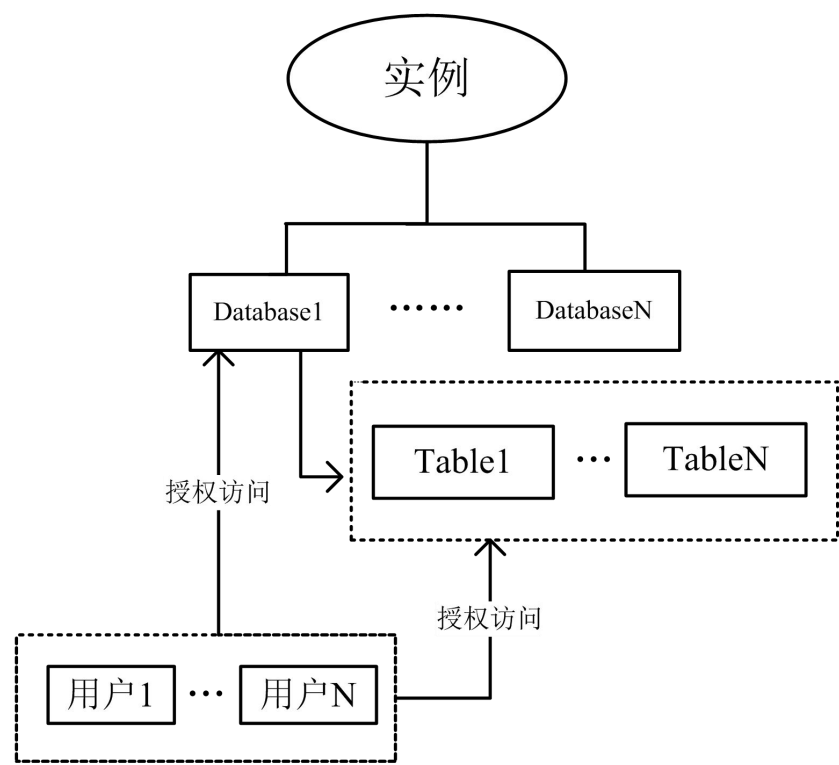 实例
Database1 ...... DatabaseN
Table1 ... TableN
授权访问
授权访问
用户1 ... 用户N